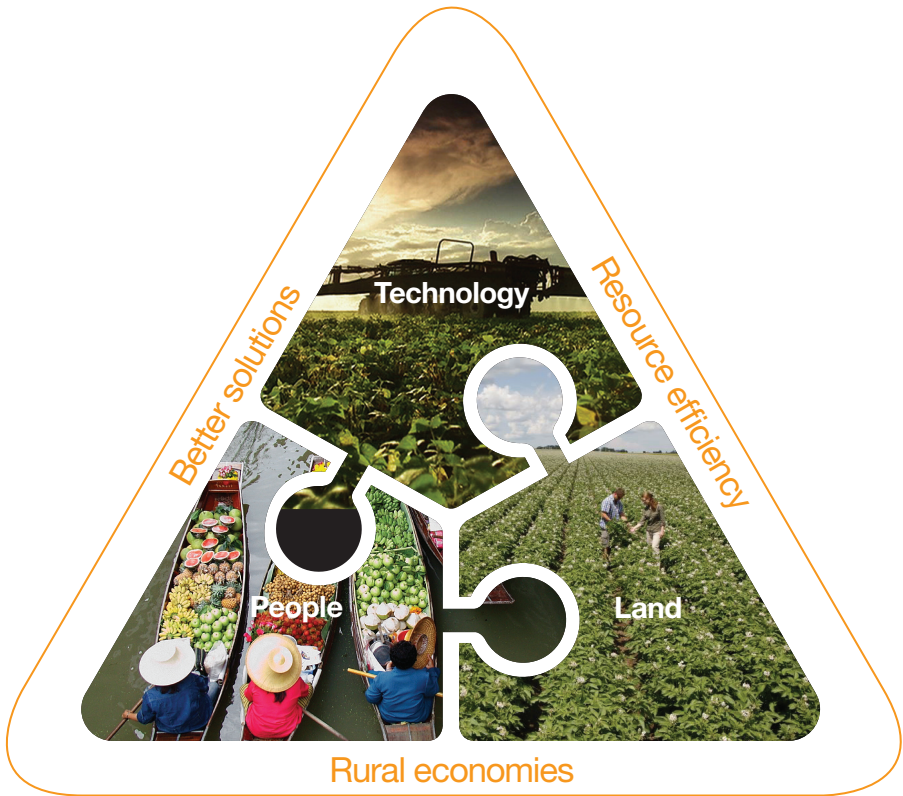 Technology
Better solutions
Resource efficiency
People
Land
Rural economies